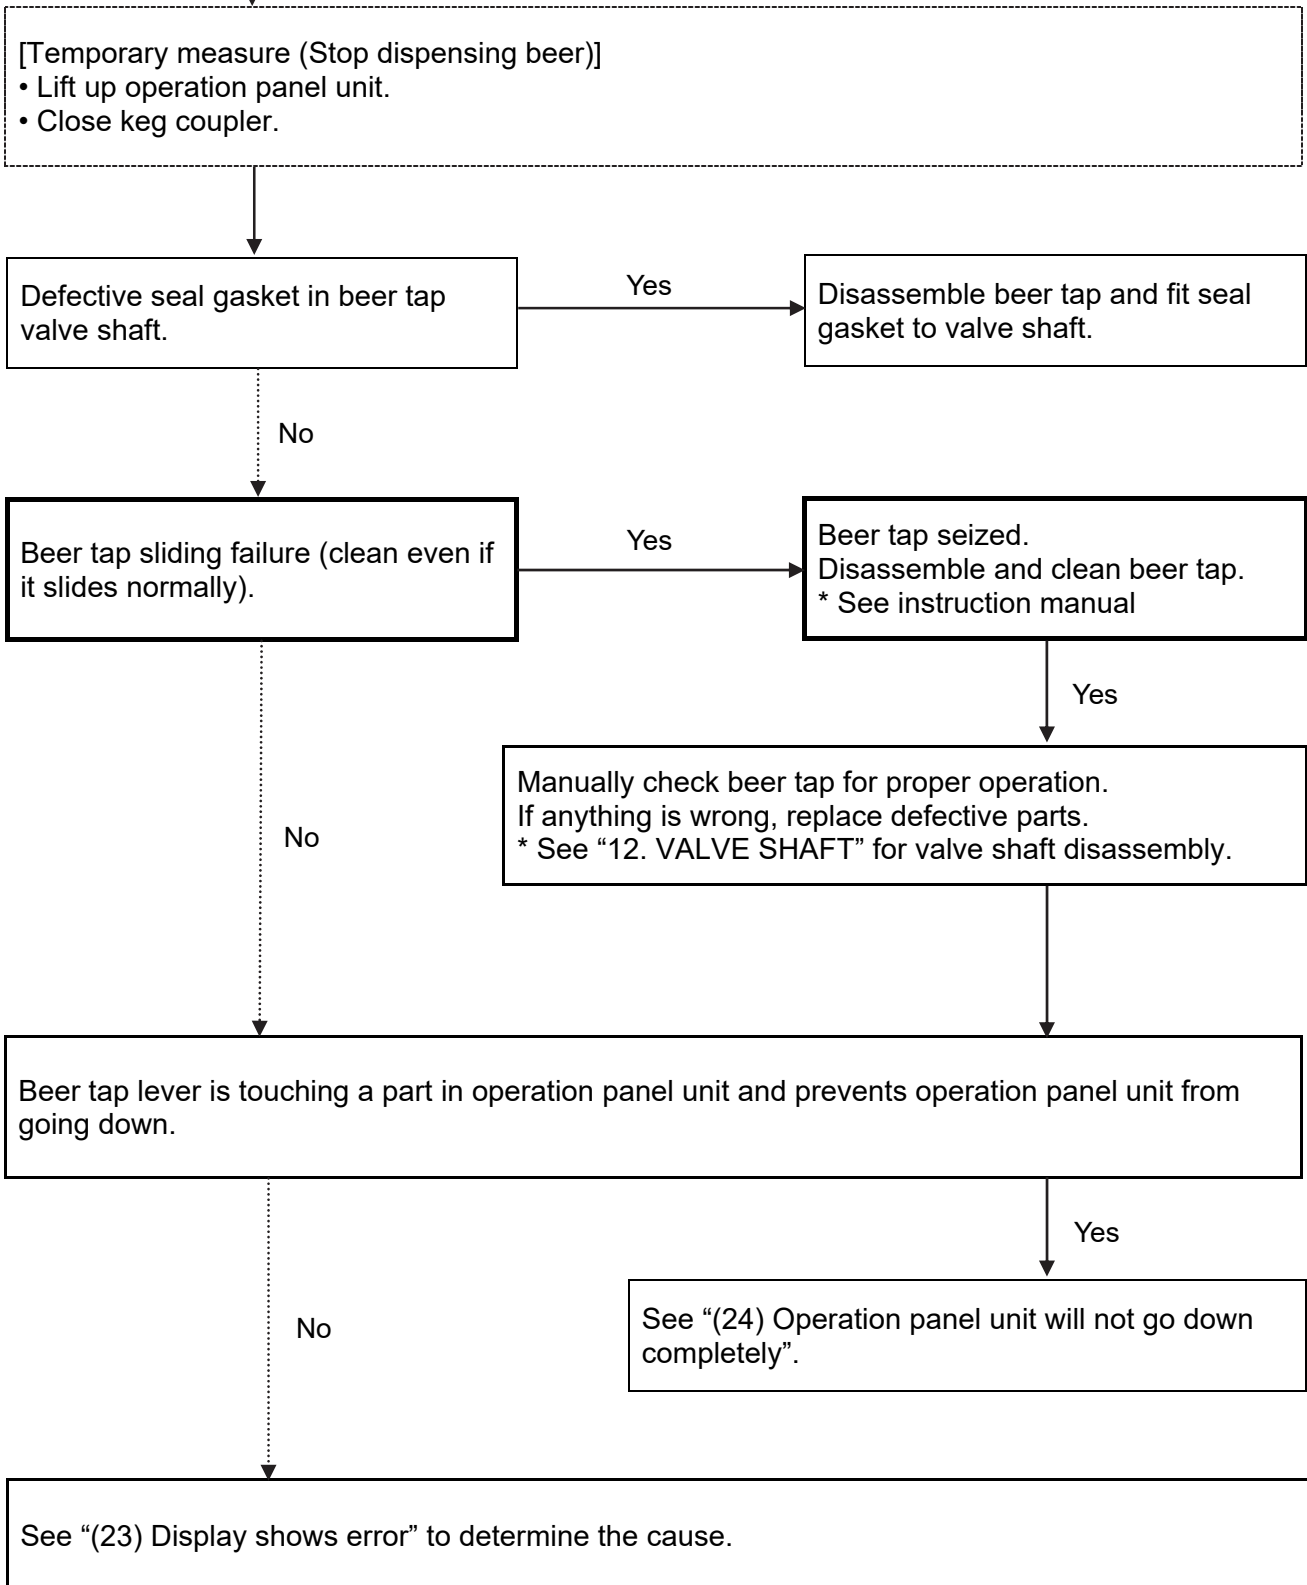 [Temporary measure (Stop dispensing beer)]
• Lift up operation panel unit.
• Close keg coupler.
Defective seal gasket in beer tap
valve shaft.
Yes
Disassemble beer tap and fit seal
gasket to valve shaft.
No
Beer tap sliding failure (clean even if
it slides normally).
Yes
Beer tap seized.
Disassemble and clean beer tap.
* See instruction manual
Yes
Manually check beer tap for proper operation.
If anything is wrong, replace defective parts.
* See “12. VALVE SHAFT” for valve shaft disassembly.
No
Beer tap lever is touching a part in operation panel unit and prevents operation panel unit from
going down.
Yes
See “(24) Operation panel unit will not go down
completely”.
No
See “(23) Display shows error” to determine the cause.